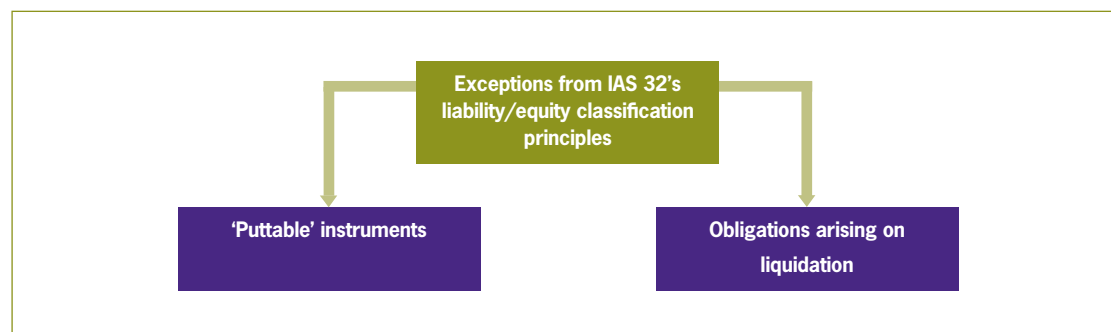 Exceptions from IAS 32’s
liability/equity classification
principles
‘Puttable’ instruments
Obligations arising on
liquidation